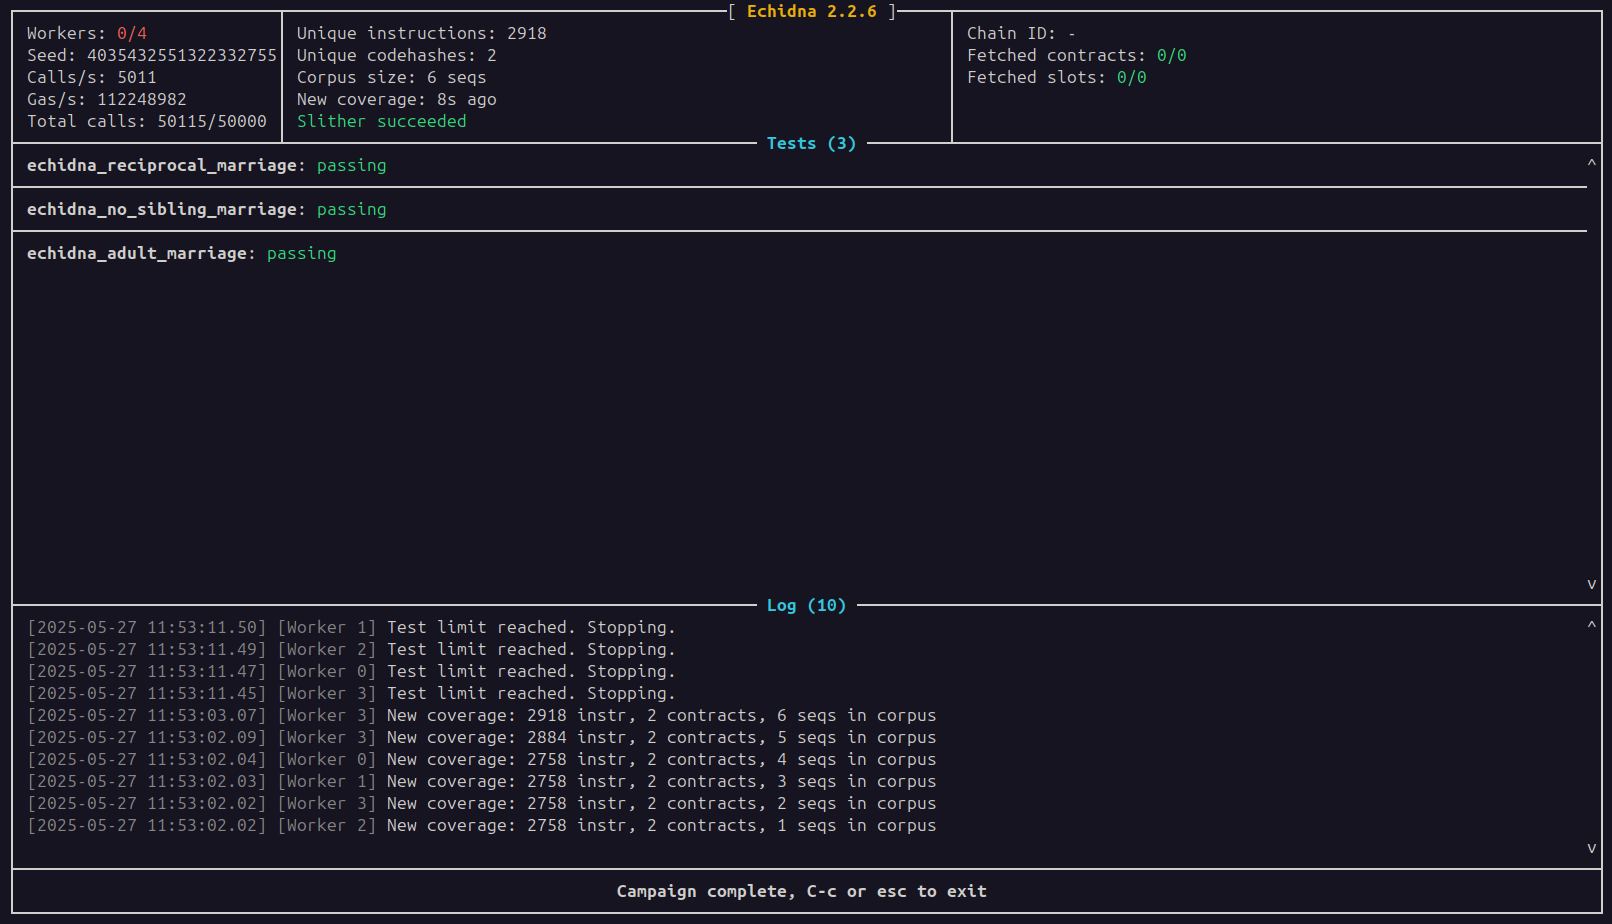 [ Echidna 2.2.6 ]
Workers: 0/4
Seed: 4035432551322332755
Calls/s: 5011
Gas/s: 112248982
Total calls: 50115/50000
Unique instructions: 2918
Unique codehashes: 2
Corpus size: 6 seqs
New coverage: 8s ago
Slither succeeded
Chain ID: -
Fetched contracts: 0/0
Fetched slots: 0/0
Tests (3)
echidna_reciprocal_marriage: passing
^
echidna_no_sibling_marriage: passing
echidna_adult_marriage: passing
v
Log (10)
[2025-05-27 11:53:11.50] [Worker 1] Test limit reached. Stopping.
^
[2025-05-27 11:53:11.49] [Worker 2] Test limit reached. Stopping.
[2025-05-27 11:53:11.47] [Worker 0] Test limit reached. Stopping.
[2025-05-27 11:53:11.45] [Worker 3] Test limit reached. Stopping.
[2025-05-27 11:53:03.07] [Worker 3] New coverage: 2918 instr, 2 contracts, 6 seqs in corpus
[2025-05-27 11:53:02.09] [Worker 3] New coverage: 2884 instr, 2 contracts, 5 seqs in corpus
[2025-05-27 11:53:02.04] [Worker 0] New coverage: 2758 instr, 2 contracts, 4 seqs in corpus
[2025-05-27 11:53:02.03] [Worker 1] New coverage: 2758 instr, 2 contracts, 3 seqs in corpus
[2025-05-27 11:53:02.02] [Worker 3] New coverage: 2758 instr, 2 contracts, 2 seqs in corpus
[2025-05-27 11:53:02.02] [Worker 2] New coverage: 2758 instr, 2 contracts, 1 seqs in corpus
v
Campaign complete, C-c or esc to exit